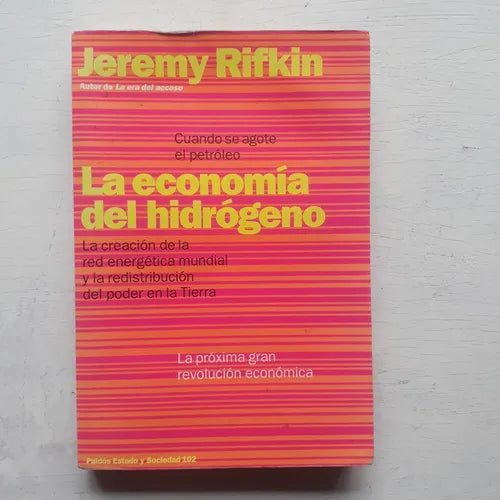 Jeremy Rifkin
Autor de La era del acceso
Cuando se agote
el petróleo
La economía
del hidrógeno
La creación de la
red energética mundial
y la redistribución
del poder en la Tierra
La próxima gran
revolución económica
Paidós Estado y Sociedad 102